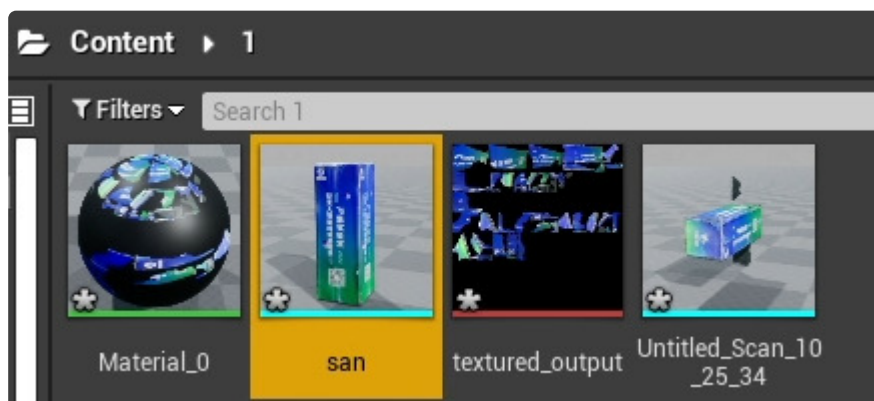 Content 1
Filters Search 1
Material_0
san
textured_output
Untitled_Scan_10
_25_34